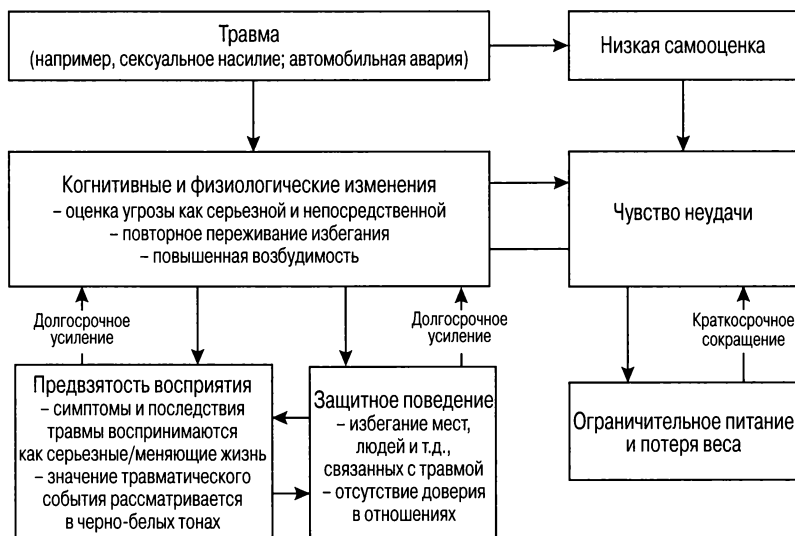 Травма
(например, сексуальное насилие; автомобильная авария)
Низкая самооценка
Когнитивные и физиологические изменения
– оценка угрозы как серьезной и непосредственной
– повторное переживание избегания
– повышенная возбудимость
Чувство неудачи
Долгосрочное
усиление
Долгосрочное
усиление
Краткосрочное
сокращение
Предвзятость восприятия
– симптомы и последствия
травмы воспринимаются
как серьезные/меняющие жизнь
– значение травматического
события рассматривается
в черно-белых тонах
Защитное поведение
– избегание мест,
людей и т.д.,
связанных с травмой
– отсутствие доверия
в отношениях
Ограничительное питание
и потеря веса